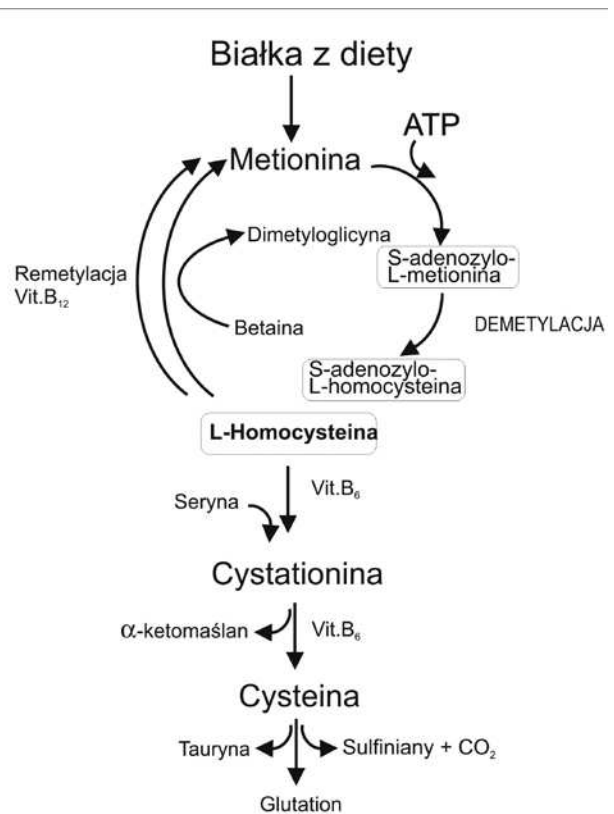 Białka z diety
ATP
Metionina
Dimetyloglicyna
S-adenozylo-
L-metionina
Remetylacja
Vit.B₁₂
Betaina
DEMETYLACJA
S-adenozylo-
L-homocysteina
L-Homocysteina
Vit.B₆
Seryna
Cystationina
α-ketomaślan
Vit.B₆
Cysteina
Tauryna
Sulfiniany + CO₂
Glutation